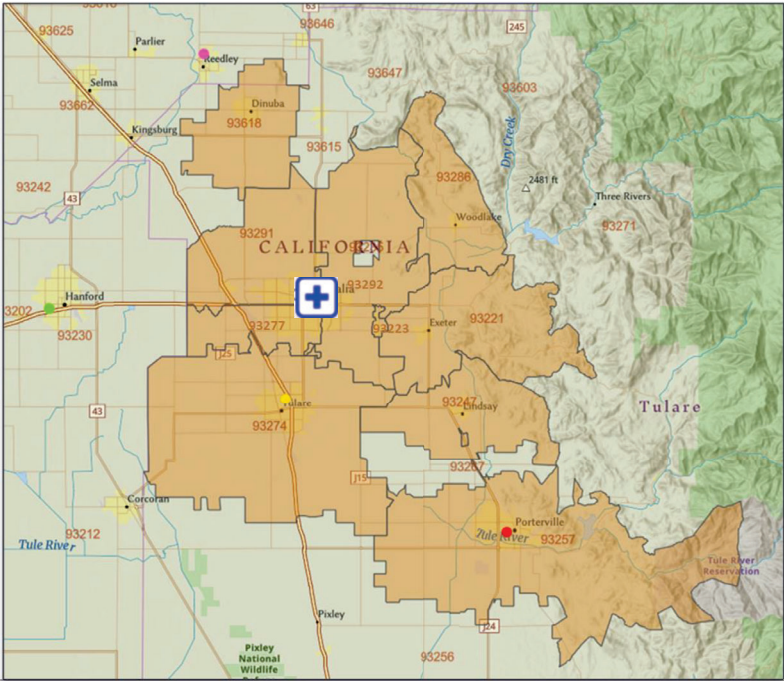 63
93646
93625
245
Parlier
Reedley
93647
Selma
93603
93662
Dinuba
Kingsburg
93618
93615
Dry Creek
93286
2481 ft
93242
43
Three Rivers
Woodlake
93271
93291
CALIFORNIA
93292
Hanford
93202
93230
93277
93223
Exeter
93221
J25
Tulare
Tulare
93247
Lindsay
43
93274
93267
J15
Corcoran
Porterville
Tule River
93257
93212
Tule River
Tule River
Reservation
Pixley
J24
Pixley
National
Wildlife
93256